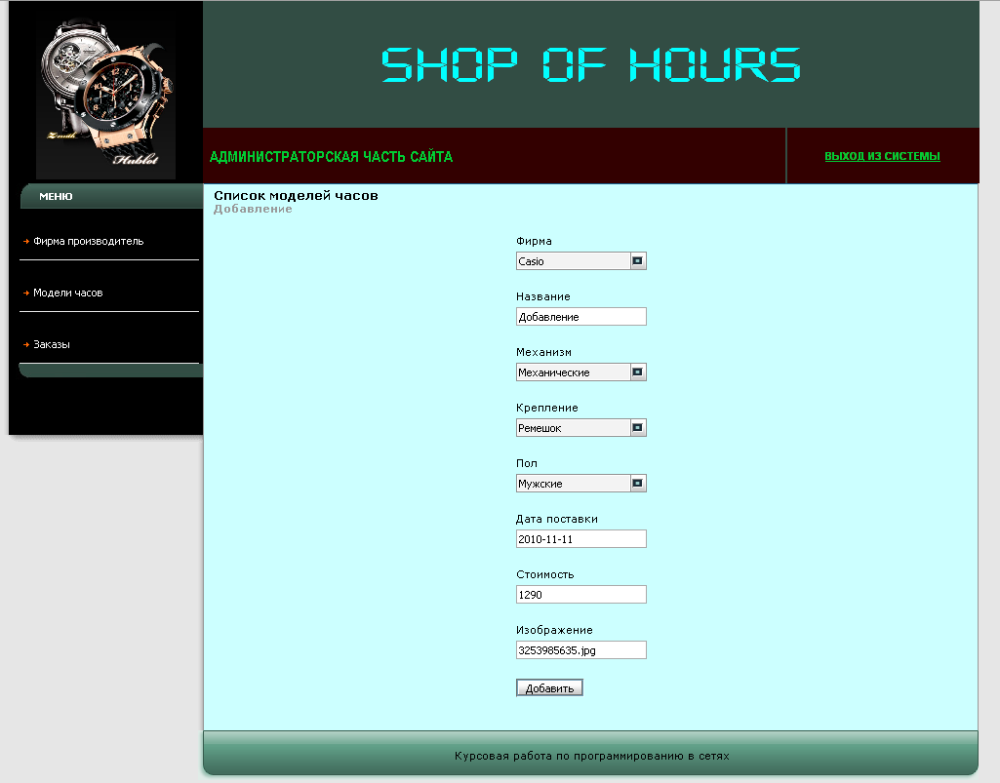 SHOP OF HOURS
Zenith
Hublot
АДМИНИСТРАТОРСКАЯ ЧАСТЬ САЙТА
ВЫХОД ИЗ СИСТЕМЫ
МЕНЮ
Фирма производитель
Модели часов
Заказы
Список моделей часов
Добавление
Фирма
Casio
Название
Добавление
Механизм
Механические
Крепление
Ремешок
Пол
Мужские
Дата поставки
2010-11-11
Стоимость
1290
Изображение
3253985635.jpg
Добавить
Курсовая работа по программированию в сетях